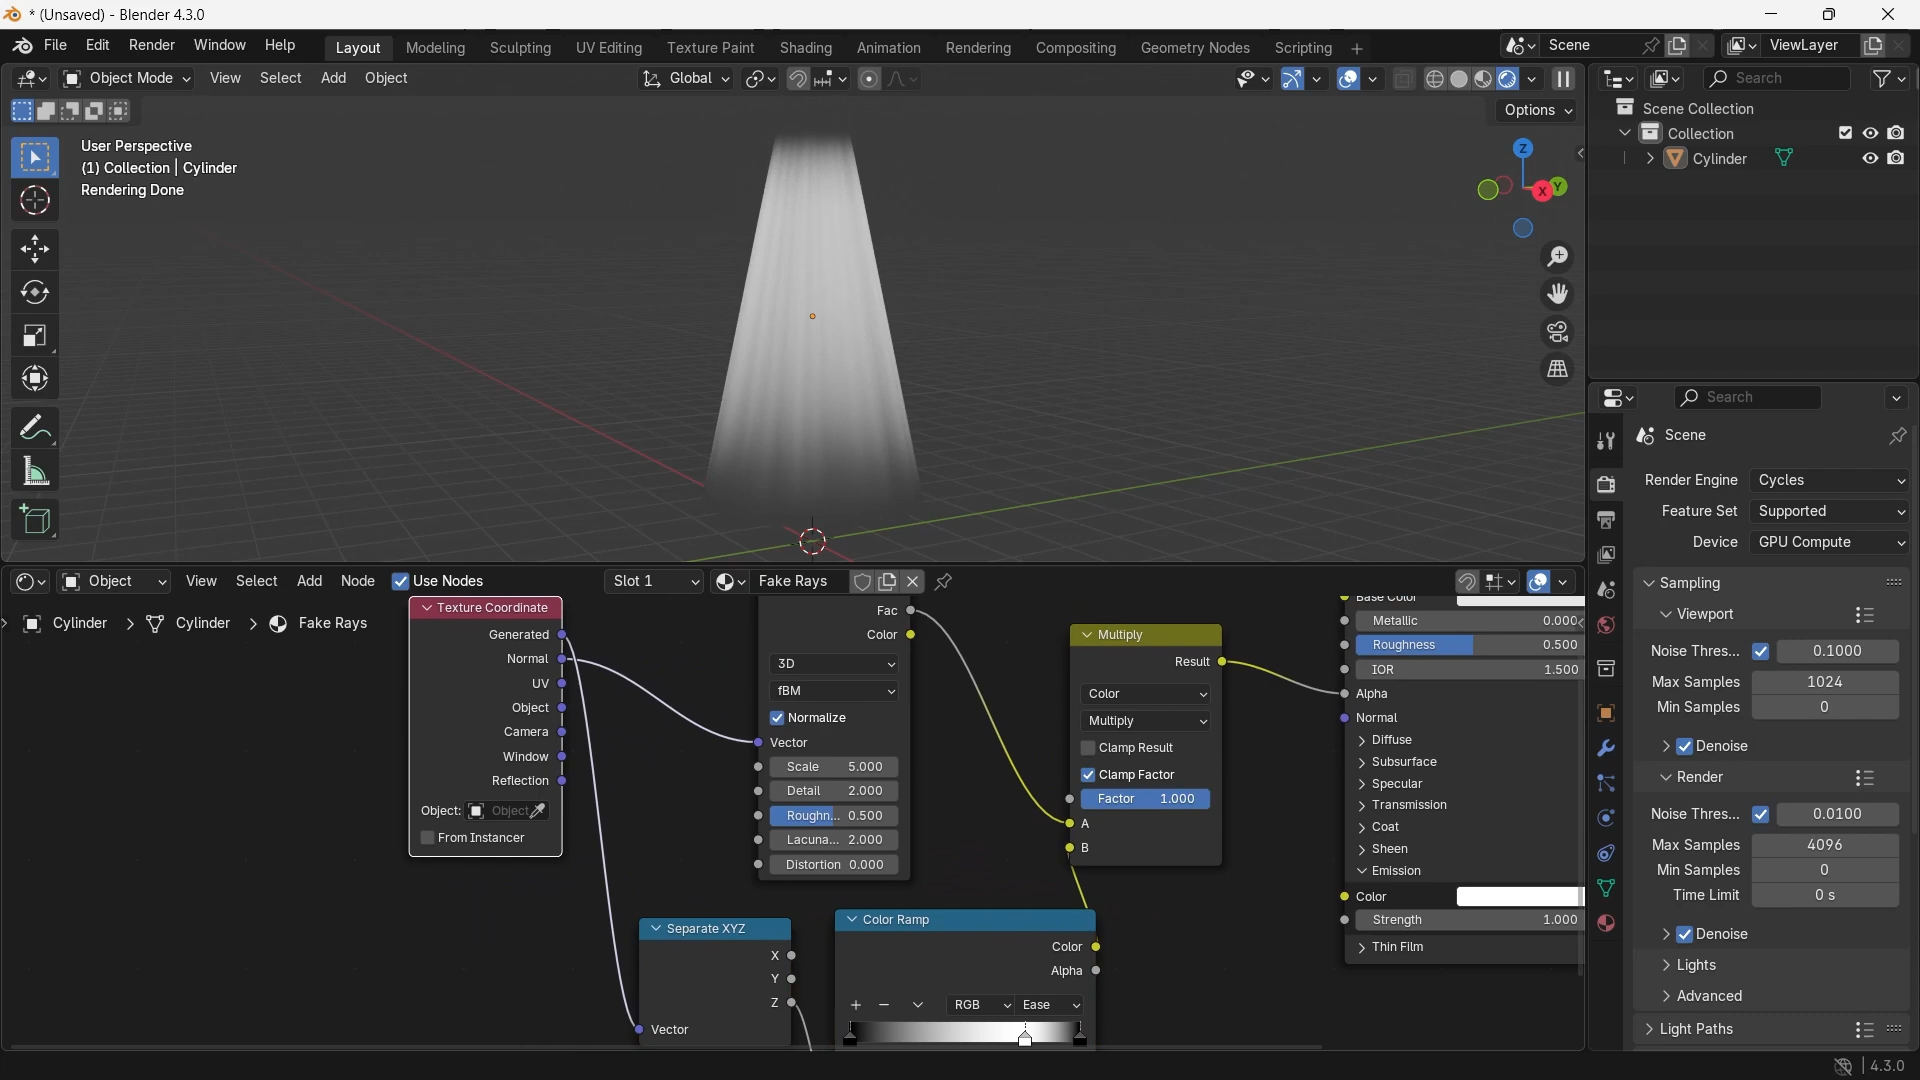 * (Unsaved) - Blender 4.3.0
File Edit Render Window Help Layout Modeling Sculpting UV Editing Texture Paint Shading Animation Rendering Compositing Geometry Nodes Scripting + Scene ViewLayer
Object Mode View Select Add Object Global Search
Options
User Perspective
(1) Collection | Cylinder
Rendering Done
Z
Y
X
Scene Collection
Collection
Cylinder
Search
Scene
Render Engine Cycles
Feature Set Supported
Device GPU Compute
Sampling
Viewport
Noise Thres... 0.1000
Max Samples 1024
Min Samples 0
Denoise
Render
Noise Thres... 0.0100
Max Samples 4096
Min Samples 0
Time Limit 0 s
Denoise
Lights
Advanced
Light Paths
Object View Select Add Node Use Nodes Slot 1 Fake Rays
Cylinder > Cylinder > Fake Rays
Texture Coordinate
Generated
Normal
UV
Object
Camera
Window
Reflection
Object: Object
From Instancer
Fac
Color
3D
fBM
Normalize
Vector
Scale 5.000
Detail 2.000
Roughn... 0.500
Lacuna... 2.000
Distortion 0.000
Multiply
Result
Color
Multiply
Clamp Result
Clamp Factor
Factor 1.000
A
B
Separate XYZ
X
Y
Z
Vector
Color Ramp
Color
Alpha
+ − RGB Ease
Base Color
Metallic 0.000
Roughness 0.500
IOR 1.500
Alpha
Normal
Diffuse
Subsurface
Specular
Transmission
Coat
Sheen
Emission
Color
Strength 1.000
Thin Film
4.3.0